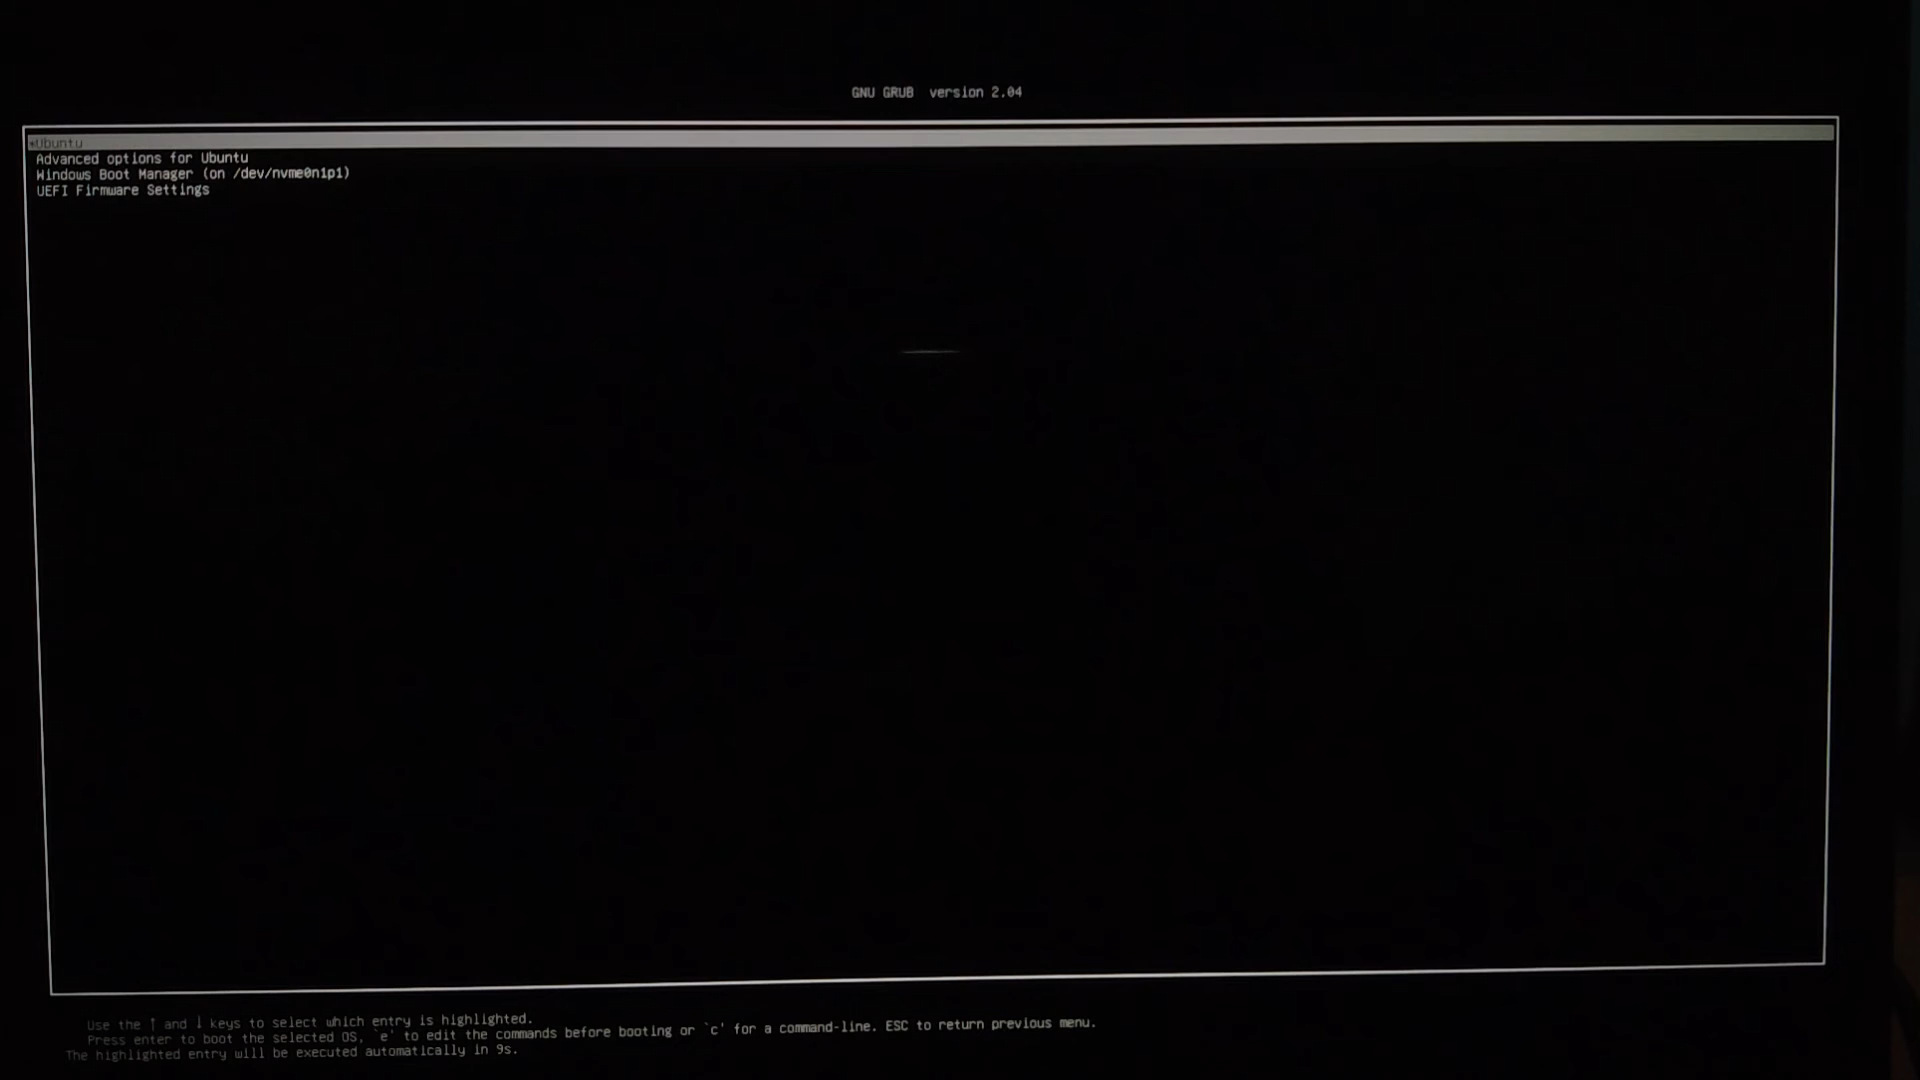 GNU GRUB version 2.04
*Ubuntu
Advanced options for Ubuntu
Windows Boot Manager (on /dev/nvme0n1p1)
UEFI Firmware Settings
Use the ↑ and ↓ keys to select which entry is highlighted.
Press enter to boot the selected OS, `e' to edit the commands before booting or `c' for a command-line. ESC to return previous menu.
The highlighted entry will be executed automatically in 9s.